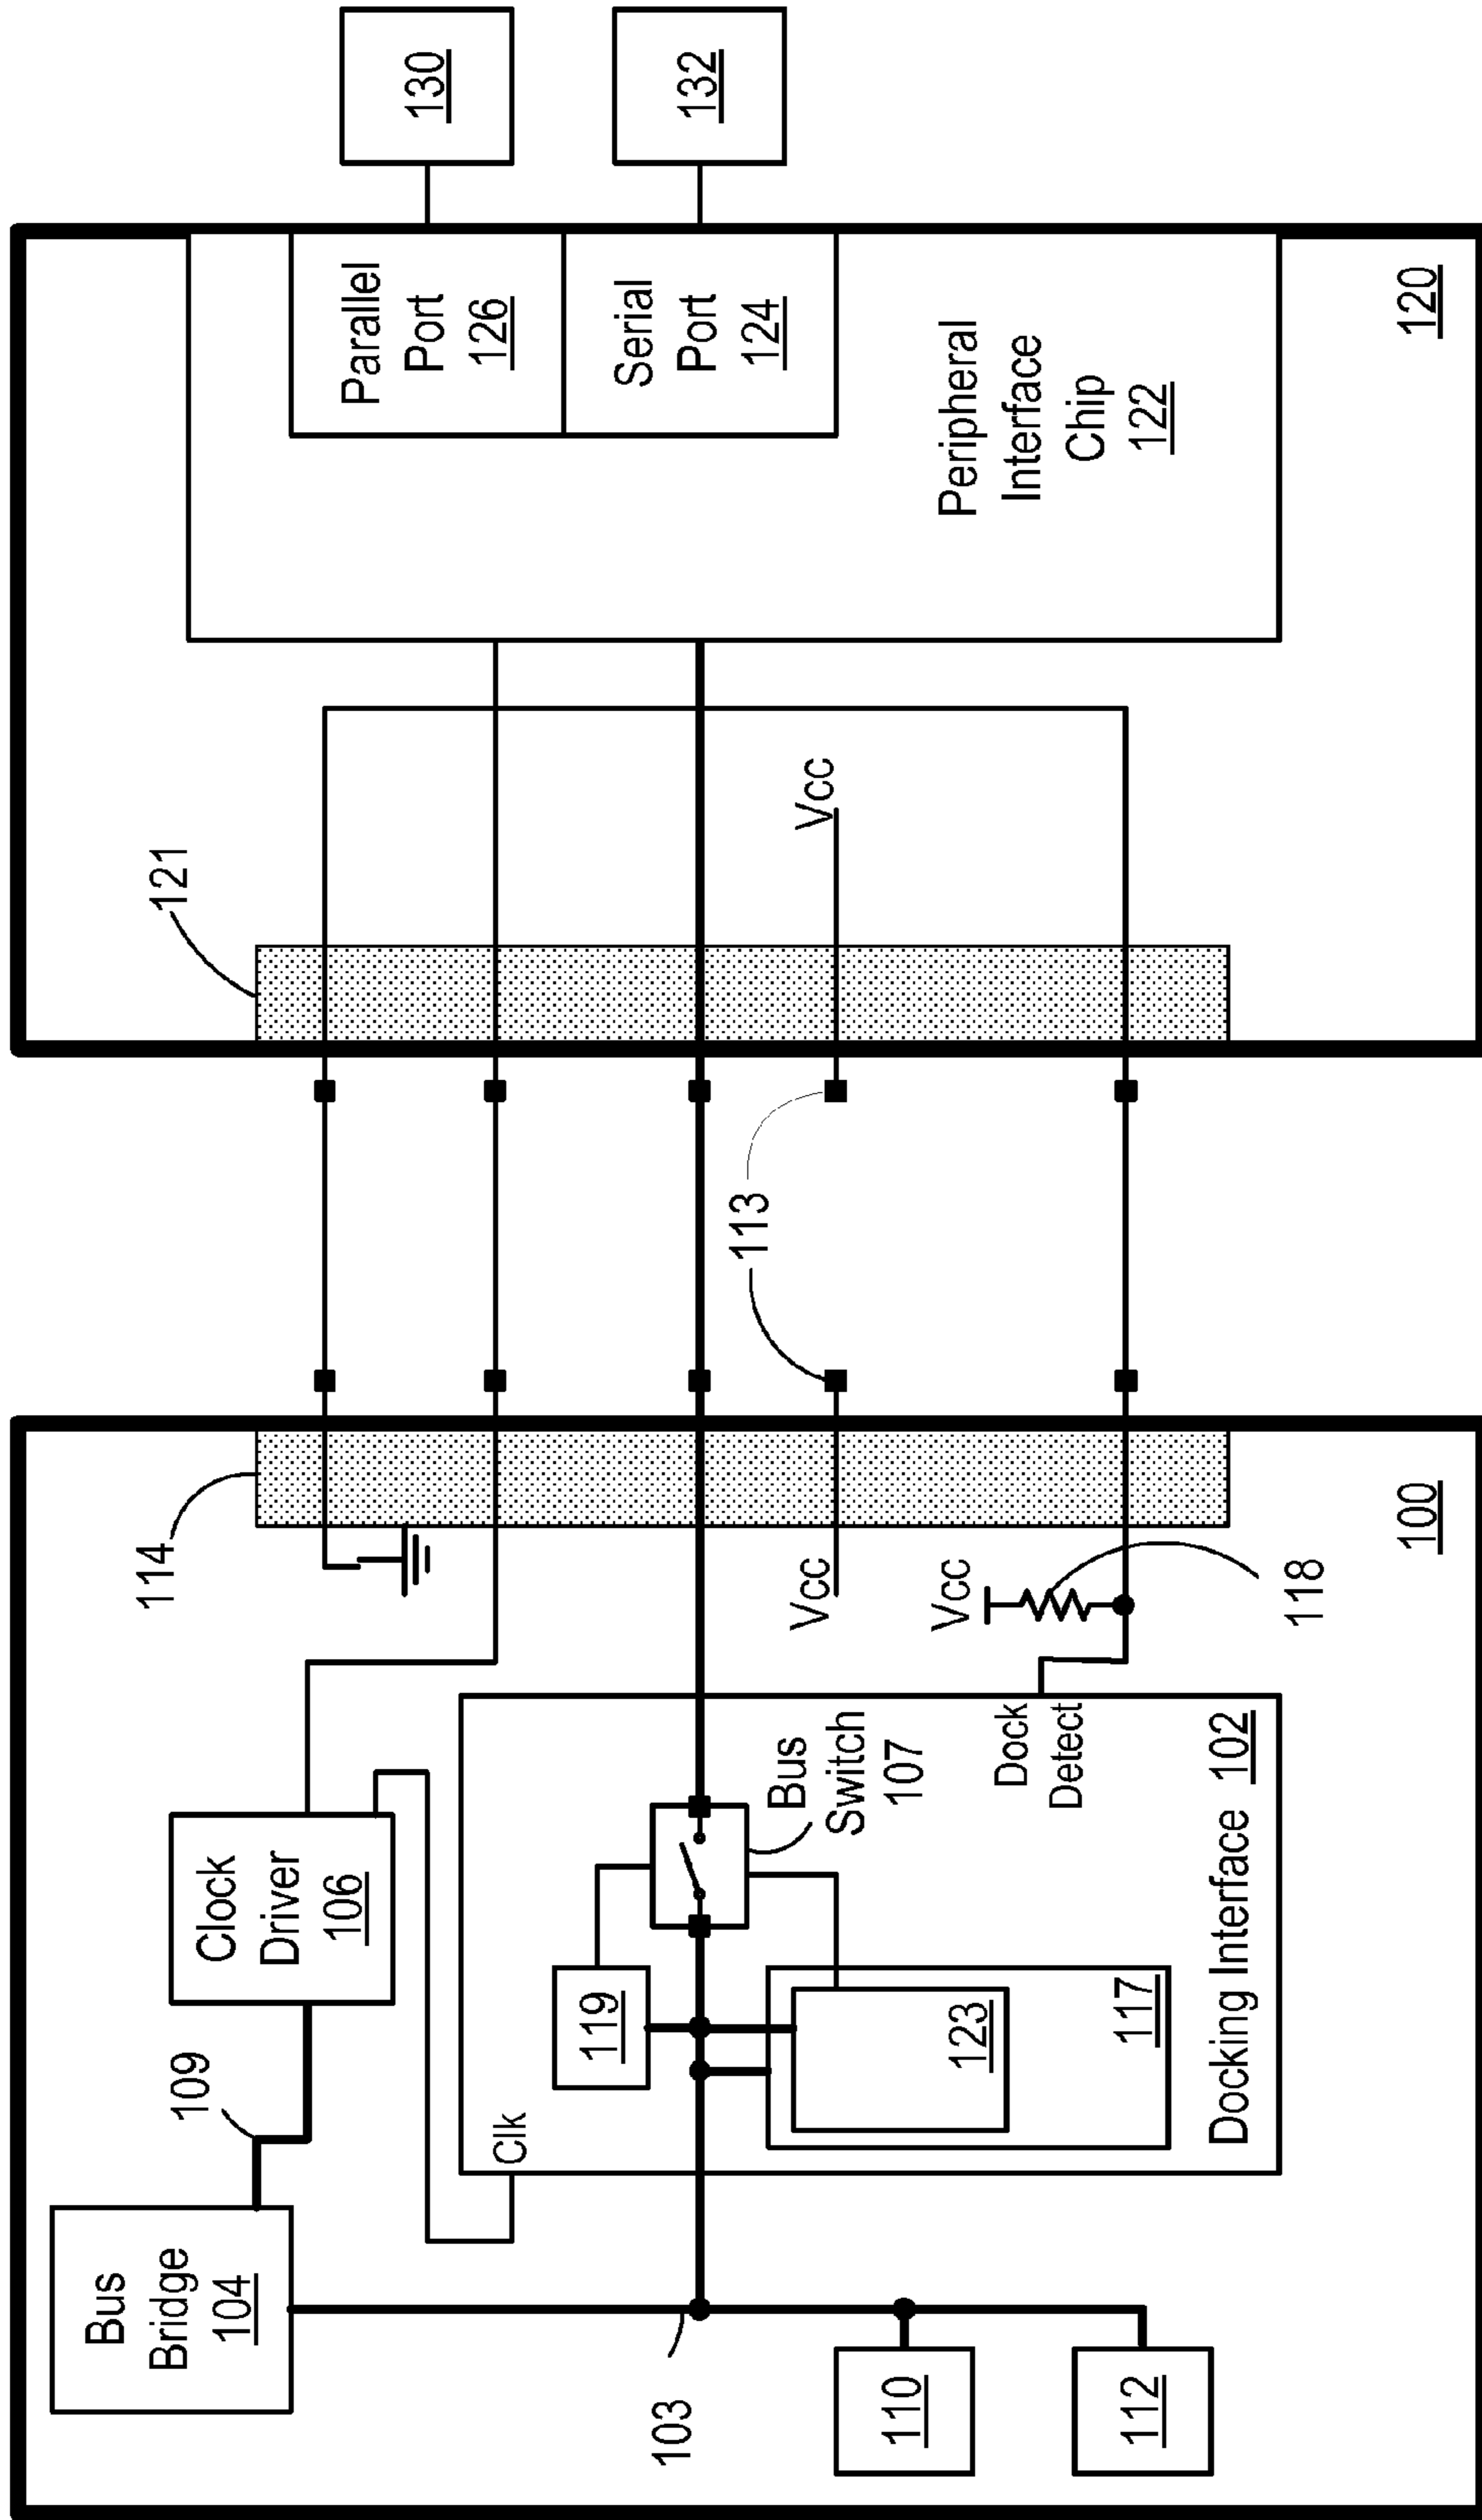 Bus
Bridge
104
109
Clock
Driver
106
114
121
Parallel
Port
126
130
Serial
Port
124
132
Clk
119
Bus
Switch
107
123
117
Dock
Detect
Docking Interface 102
103
110
112
Vcc
Vcc
118
113
Vcc
Peripheral
Interface
Chip
122
100
120